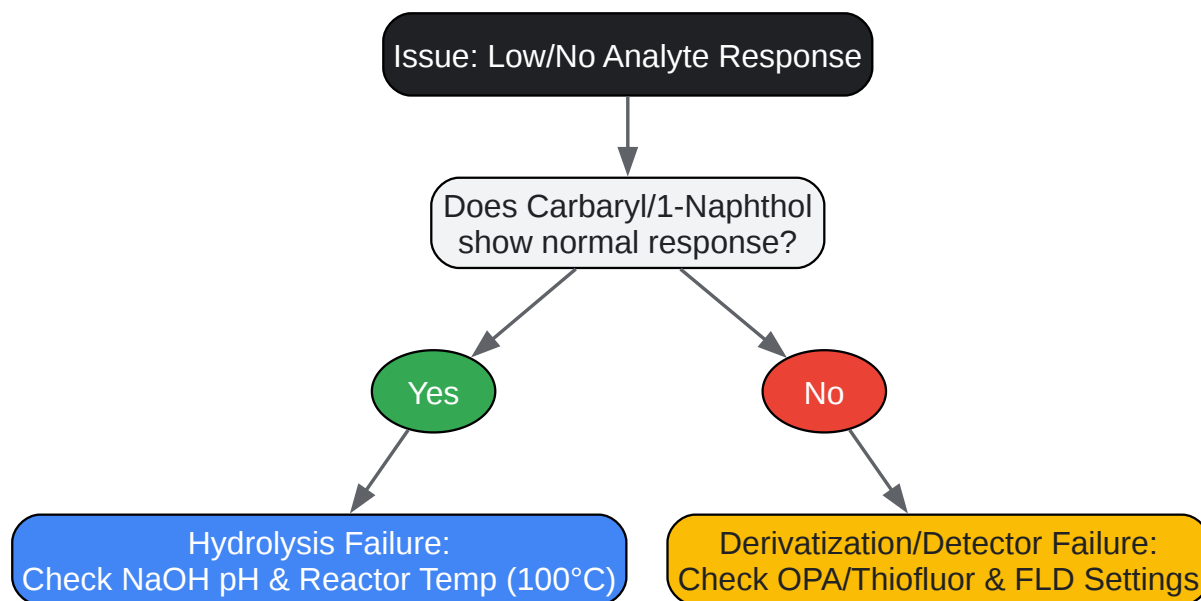 Issue: Low/No Analyte Response
Does Carbaryl/1-Naphthol
show normal response?
Yes
No
Hydrolysis Failure:
Check NaOH pH & Reactor Temp (100°C)
Derivatization/Detector Failure:
Check OPA/Thiofluor & FLD Settings